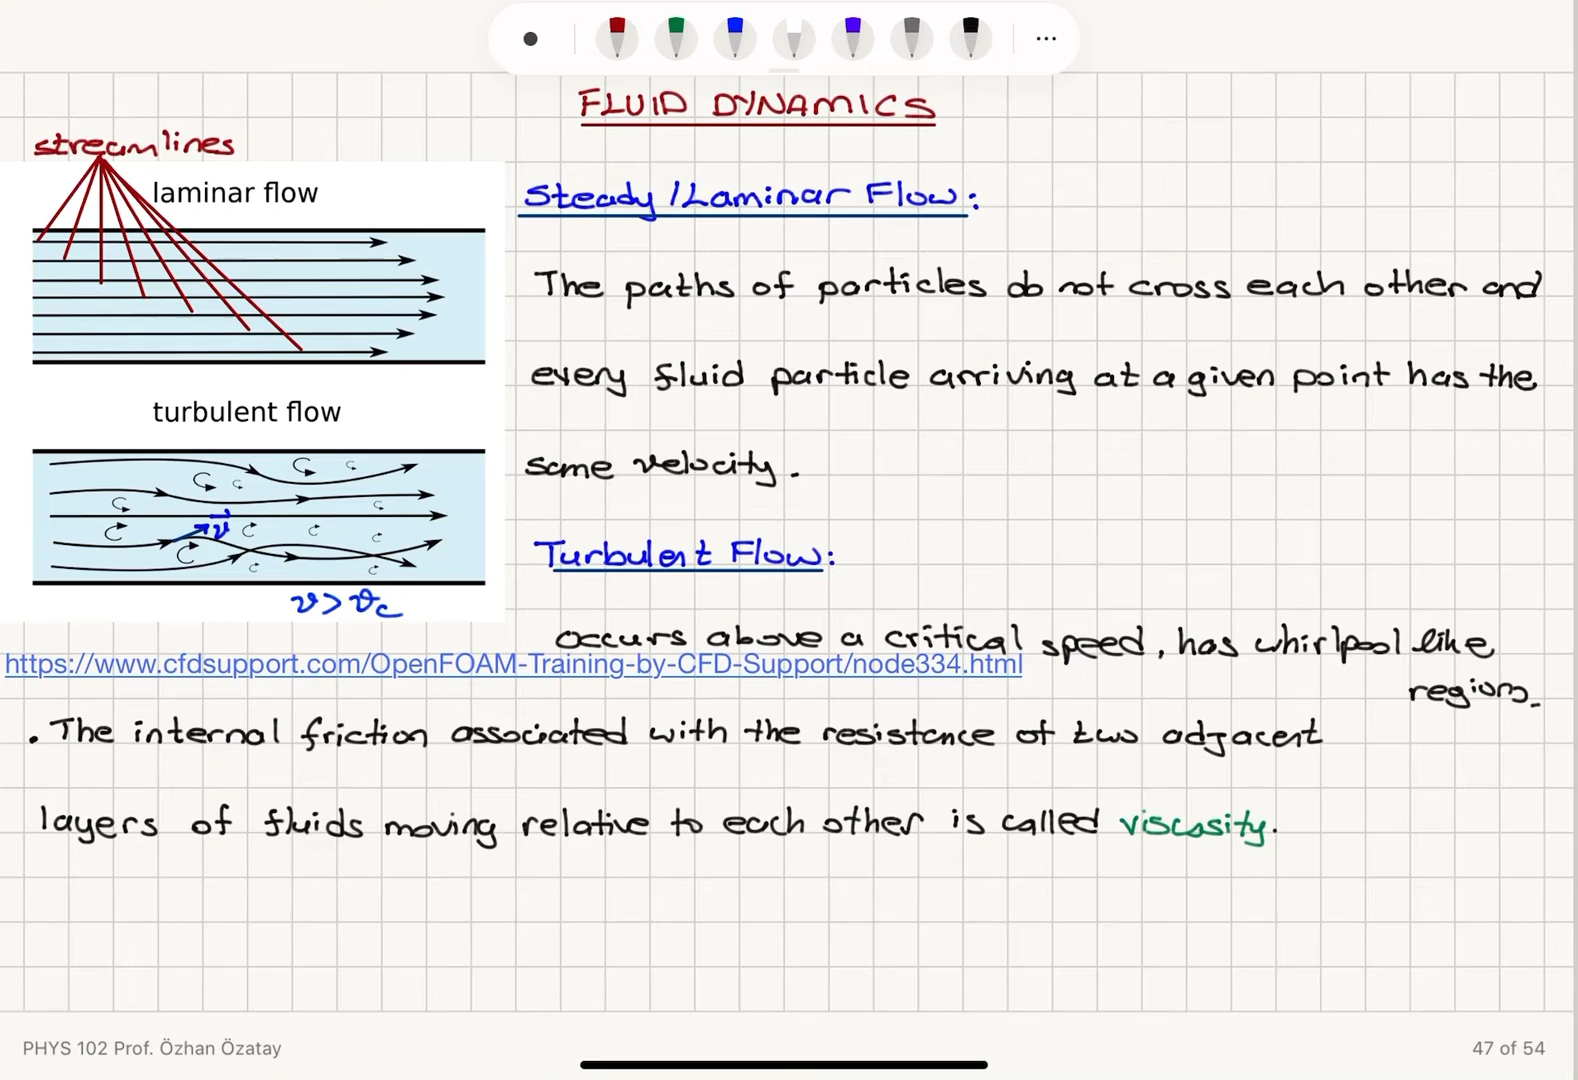 FLUID DYNAMICS
streamlines
laminar flow
Steady / Laminar Flow:
The paths of particles do not cross each other and
every fluid particle arriving at a given point has the
same velocity.
turbulent flow
v
v > vc
Turbulent Flow:
occurs above a critical speed, has whirlpool like
regions.
https://www.cfdsupport.com/OpenFOAM-Training-by-CFD-Support/node334.html
. The internal friction associated with the resistance of two adjacent
layers of fluids moving relative to each other is called viscosity.
PHYS 102 Prof. Özhan Özatay
47 of 54